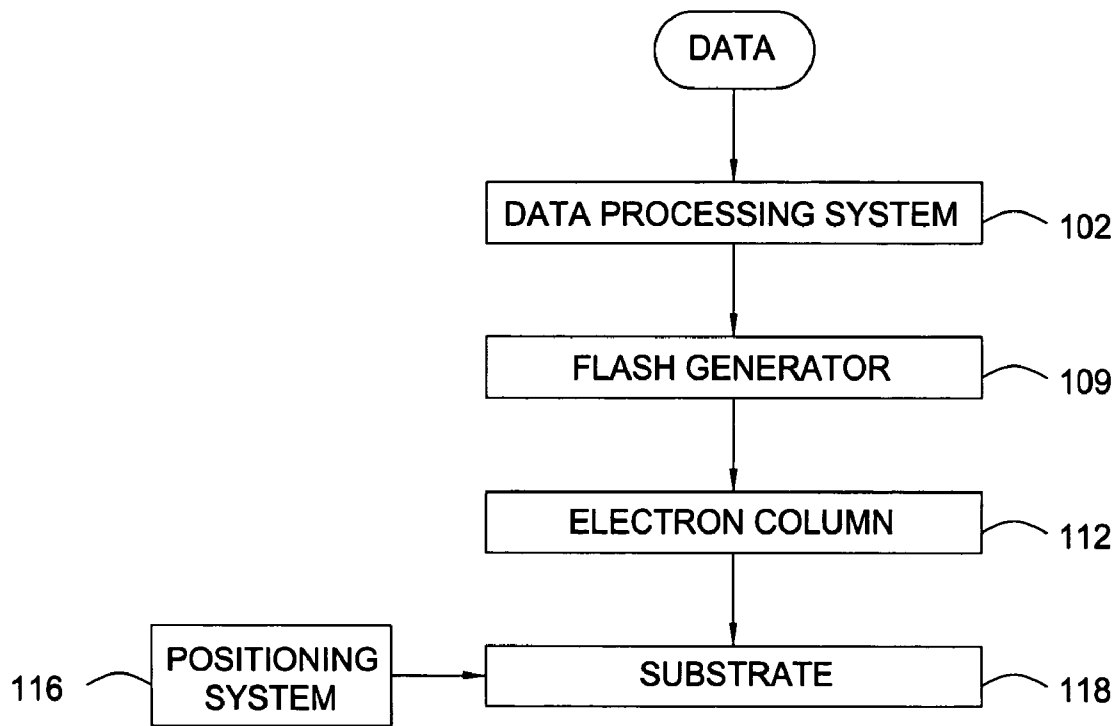 DATA
DATA PROCESSING SYSTEM
102
FLASH GENERATOR
109
ELECTRON COLUMN
112
116
POSITIONING
SYSTEM
SUBSTRATE
118